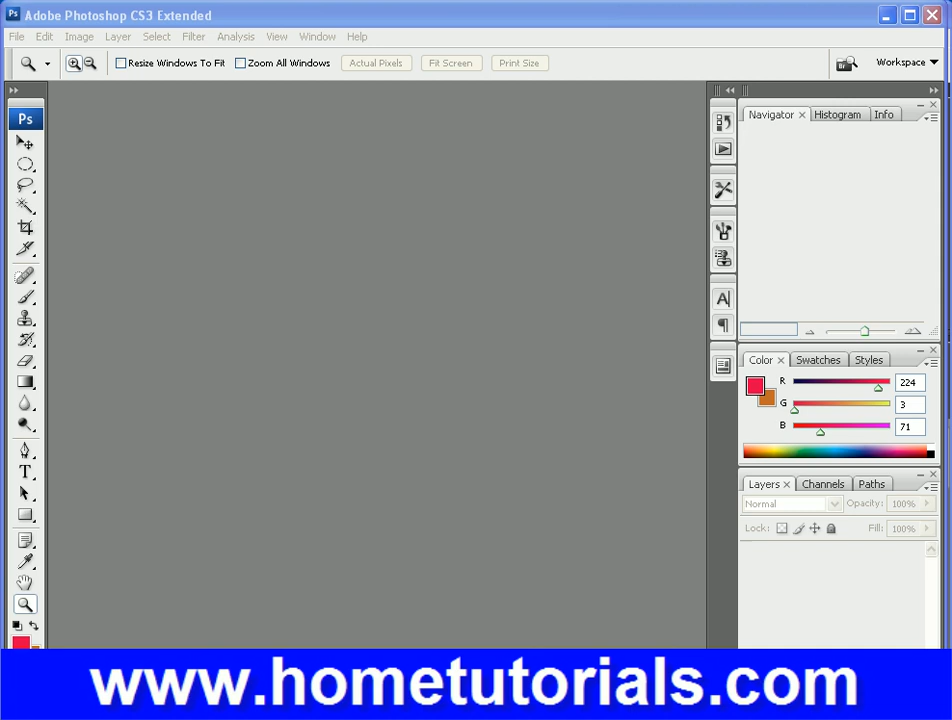 Ps Adobe Photoshop CS3 Extended
File Edit Image Layer Select Filter Analysis View Window Help
Resize Windows To Fit Zoom All Windows Actual Pixels Fit Screen Print Size Br Workspace
Ps
Navigator Histogram Info
A
Color Swatches Styles
R 224
G 3
B 71
T
Layers Channels Paths
Normal Opacity: 100%
Lock: Fill: 100%
www.hometutorials.com